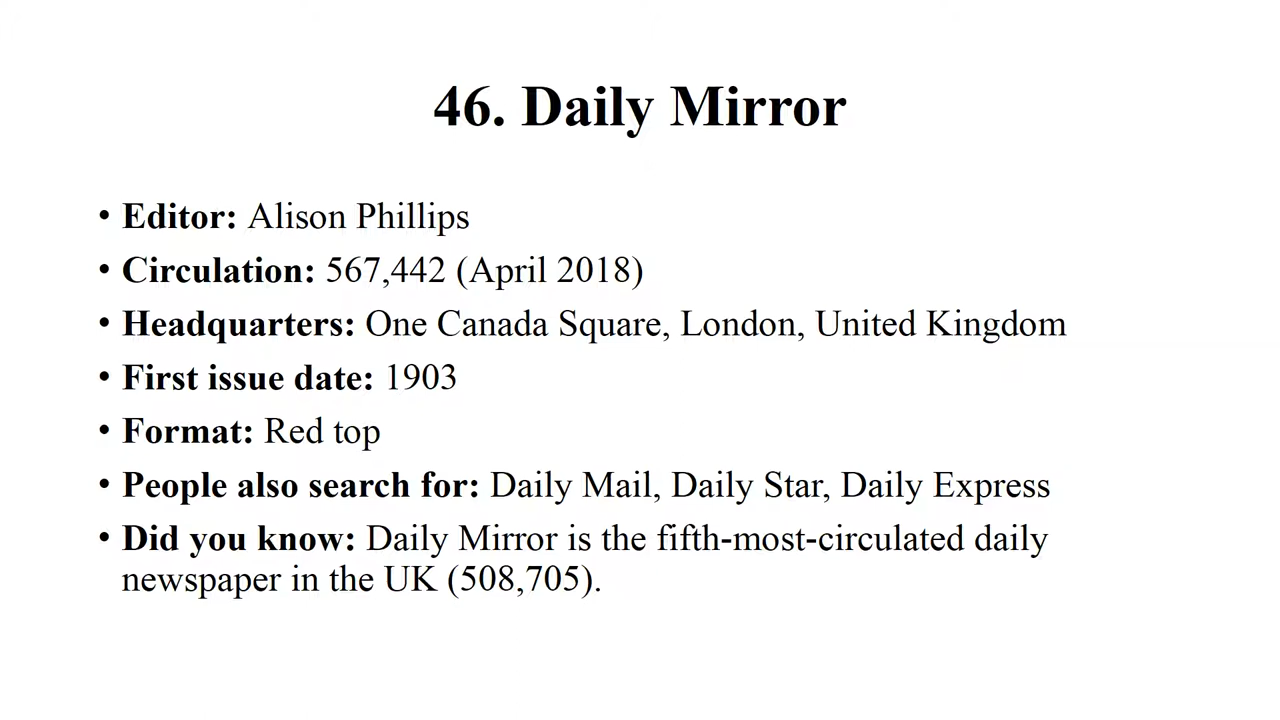 46. Daily Mirror
• Editor: Alison Phillips
• Circulation: 567,442 (April 2018)
• Headquarters: One Canada Square, London, United Kingdom
• First issue date: 1903
• Format: Red top
• People also search for: Daily Mail, Daily Star, Daily Express
• Did you know: Daily Mirror is the fifth-most-circulated daily
newspaper in the UK (508,705).